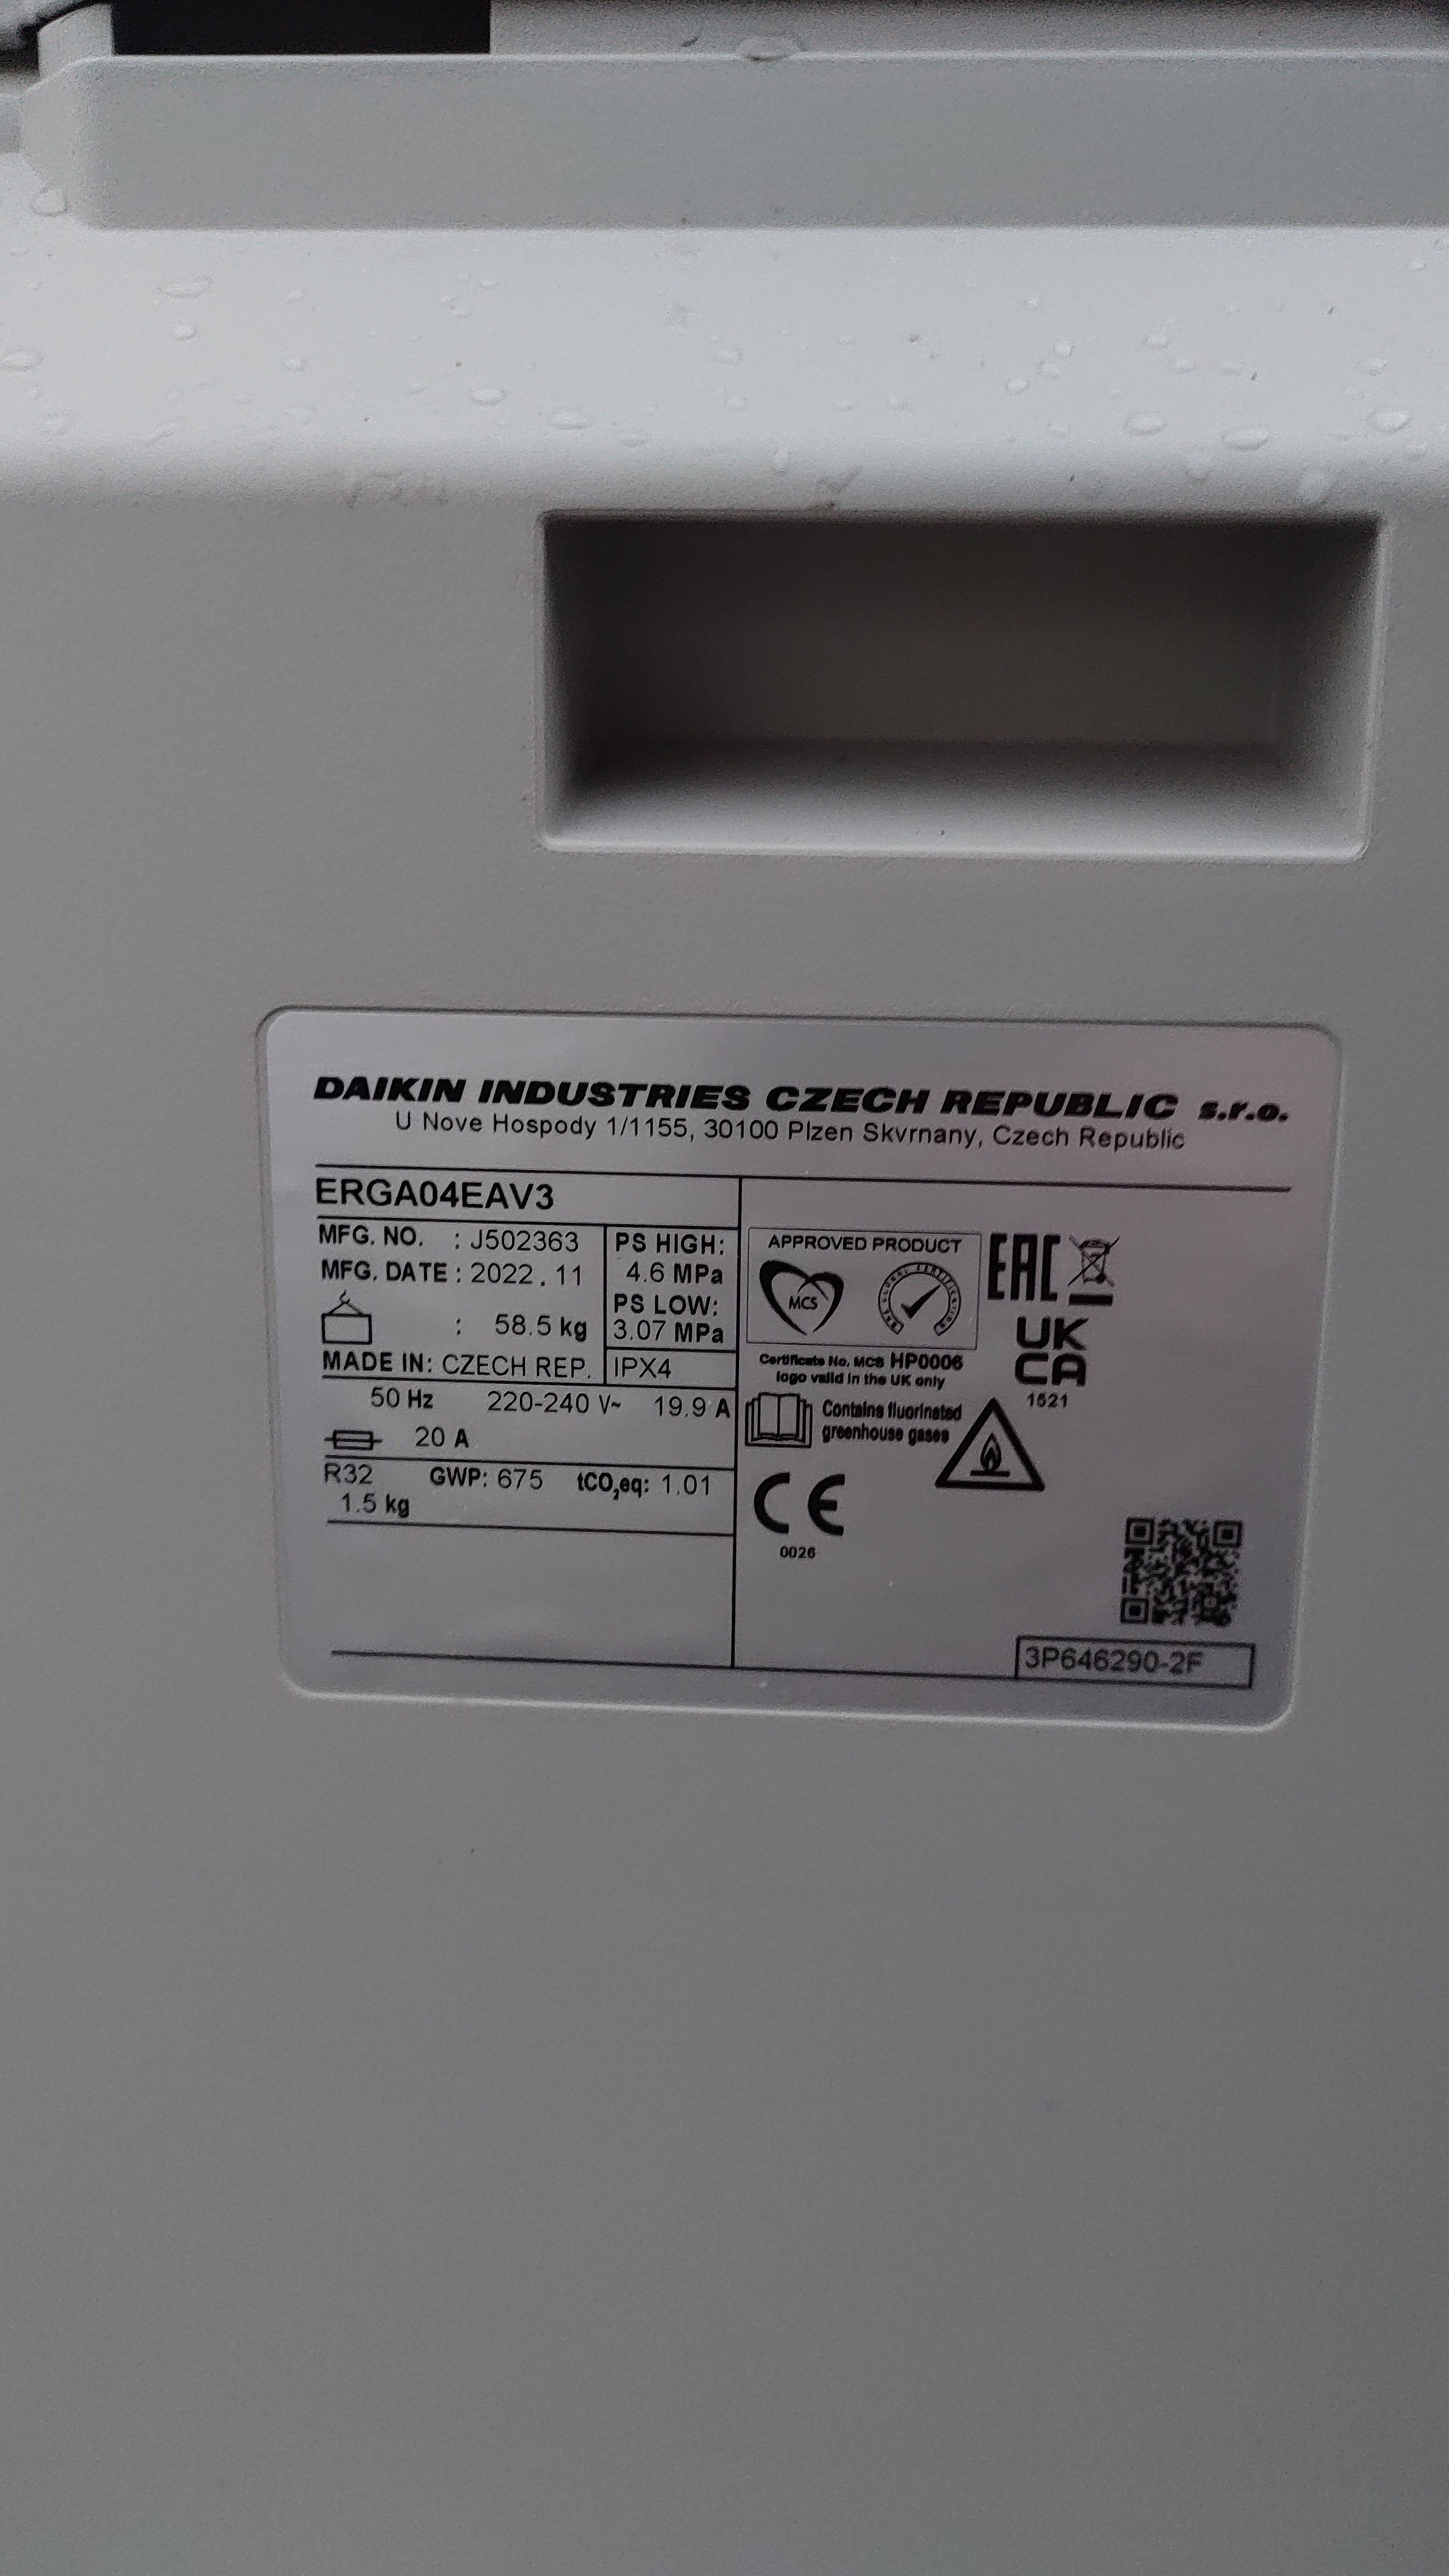 DAIKIN INDUSTRIES CZECH REPUBLIC s.r.o.
U Nove Hospody 1/1155, 30100 Plzen Skvrnany, Czech Republic
ERGA04EAV3
MFG. NO. : J502363
MFG. DATE : 2022.11
: 58.5 kg
MADE IN: CZECH REP.
PS HIGH:
4.6 MPa
PS LOW:
3.07 MPa
IPX4
50 Hz 220-240 V~ 19.9 A
20 A
R32 GWP: 675 tCO₂eq: 1.01
1.5 kg
APPROVED PRODUCT
MCS
BRE GLOBAL CERTIFICATION
Certificate No. MCS HP0006
logo valid in the UK only
Contains fluorinated
greenhouse gases
CE
0026
EAC
UK
CA
1521
3P646290-2F